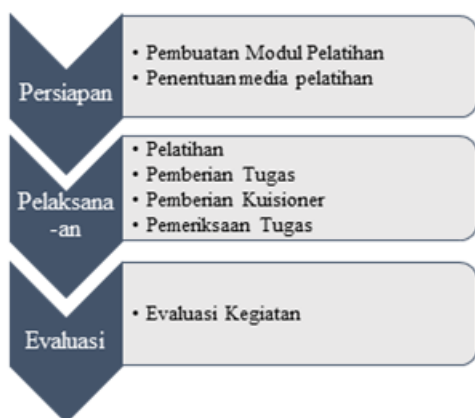 Persiapan
• Pembuatan Modul Pelatihan
• Penentuan media pelatihan
Pelaksana
-an
• Pelatihan
• Pemberian Tugas
• Pemberian Kuisioner
• Pemeriksaan Tugas
Evaluasi
• Evaluasi Kegiatan